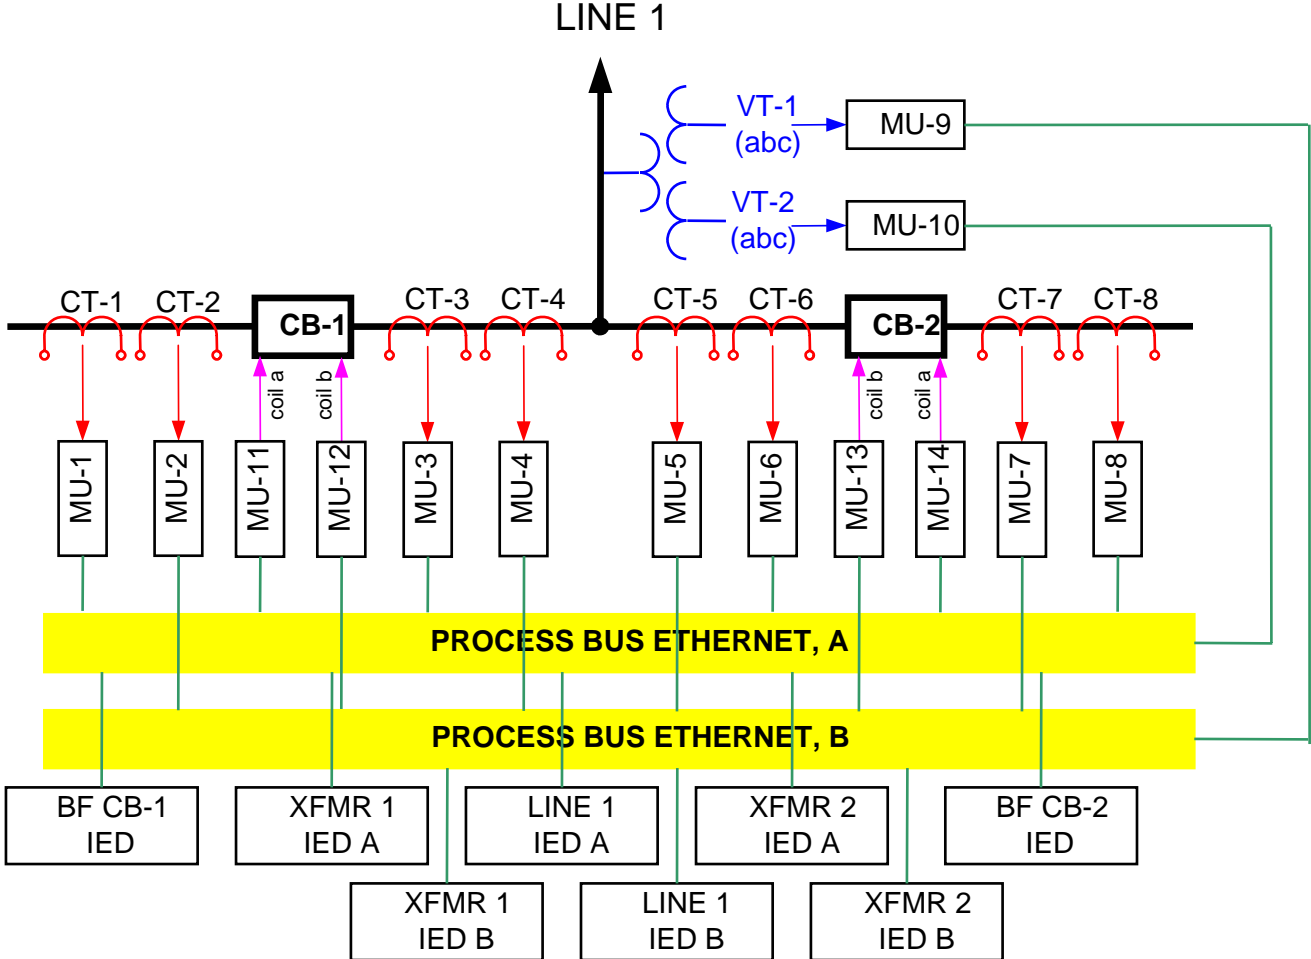 LINE 1
VT-1
(abc)
MU-9
VT-2
(abc)
MU-10
CT-1
CT-2
CB-1
CT-3
CT-4
CT-5
CT-6
CB-2
CT-7
CT-8
coil a
coil b
coil b
coil a
MU-1
MU-2
MU-11
MU-12
MU-3
MU-4
MU-5
MU-6
MU-13
MU-14
MU-7
MU-8
PROCESS BUS ETHERNET, A
PROCESS BUS ETHERNET, B
BF CB-1
IED
XFMR 1
IED A
LINE 1
IED A
XFMR 2
IED A
BF CB-2
IED
XFMR 1
IED B
LINE 1
IED B
XFMR 2
IED B